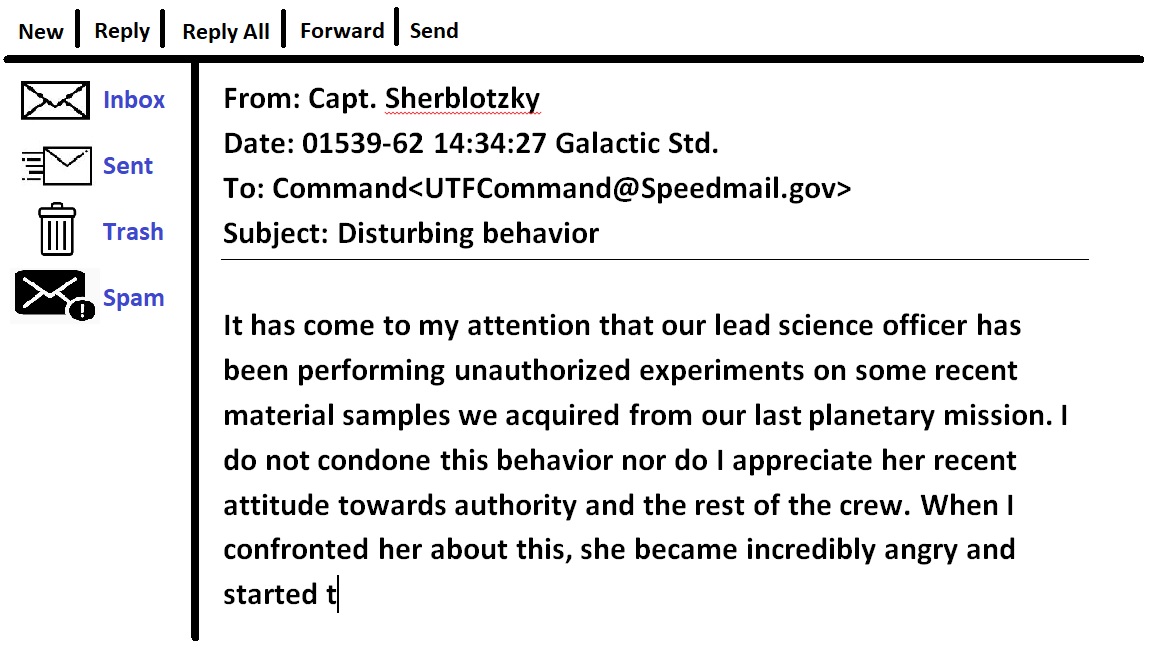 New Reply Reply All Forward Send
Inbox
Sent
Trash
Spam
From: Capt. Sherblotzky
Date: 01539-62 14:34:27 Galactic Std.
To: Command<UTFCommand@Speedmail.gov>
Subject: Disturbing behavior
It has come to my attention that our lead science officer has
been performing unauthorized experiments on some recent
material samples we acquired from our last planetary mission. I
do not condone this behavior nor do I appreciate her recent
attitude towards authority and the rest of the crew. When I
confronted her about this, she became incredibly angry and
started t